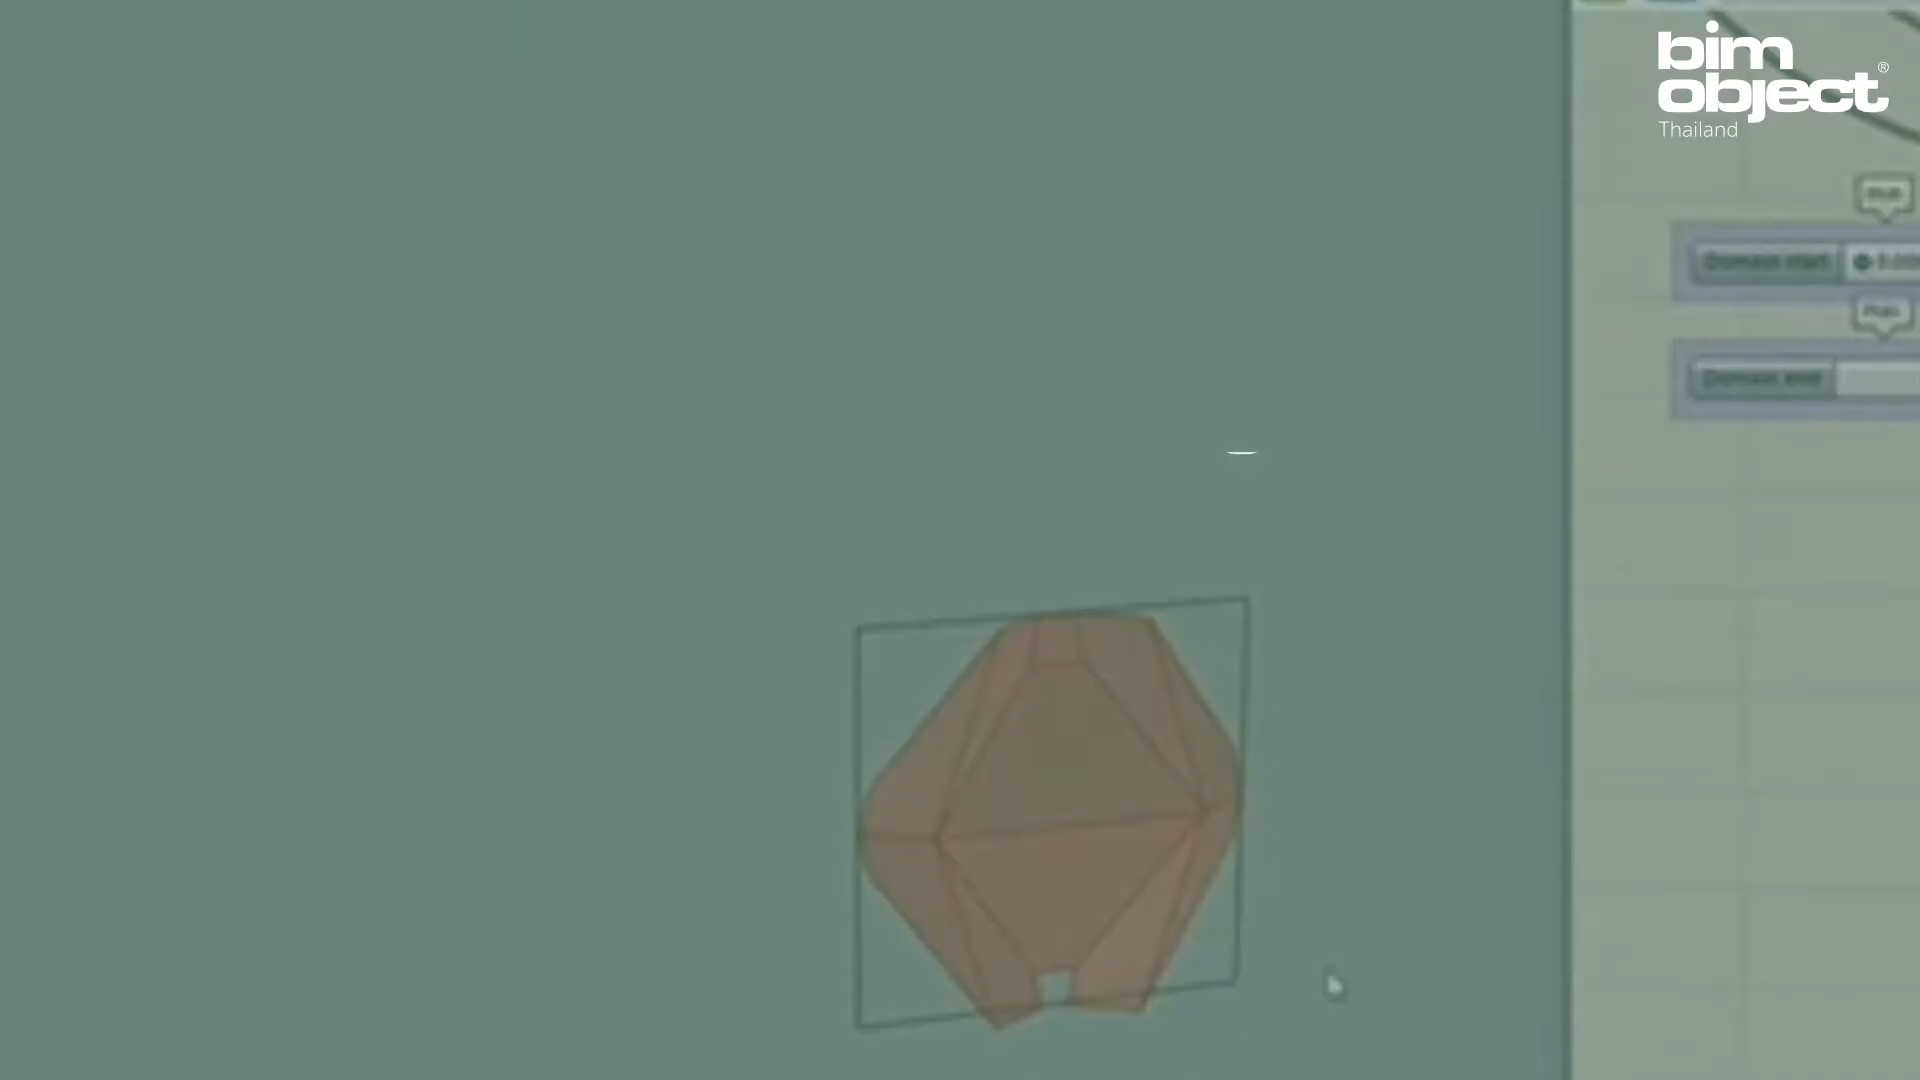 bim
object®
Thailand
Domain start
Domain end